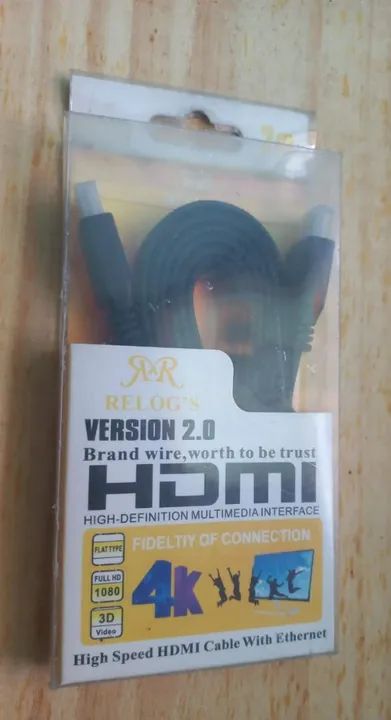 RR
RELOG'S
VERSION 2.0
Brand wire,worth to be trust
HDMI
HIGH-DEFINITION MULTIMEDIA INTERFACE
FIDELTIY OF CONNECTION
FLAT TYPE
FULL HD
1080
3D
Video
4K
High Speed HDMI Cable With Ethernet